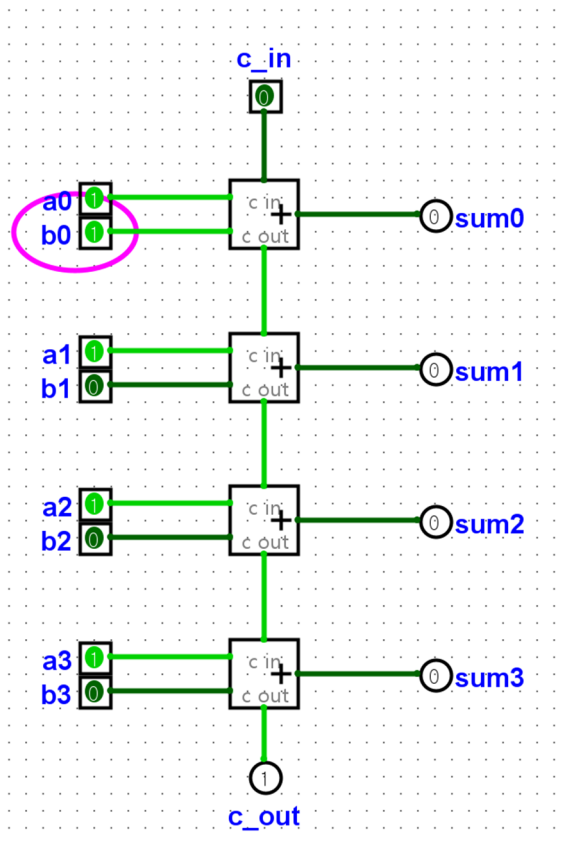 c_in
0
a0 1 c in
+ 0 sum0
b0 1 c out
a1 1 c in
+ 0 sum1
b1 0 c out
a2 1 c in
+ 0 sum2
b2 0 c out
a3 1 c in
+ 0 sum3
b3 0 c out
1
c_out